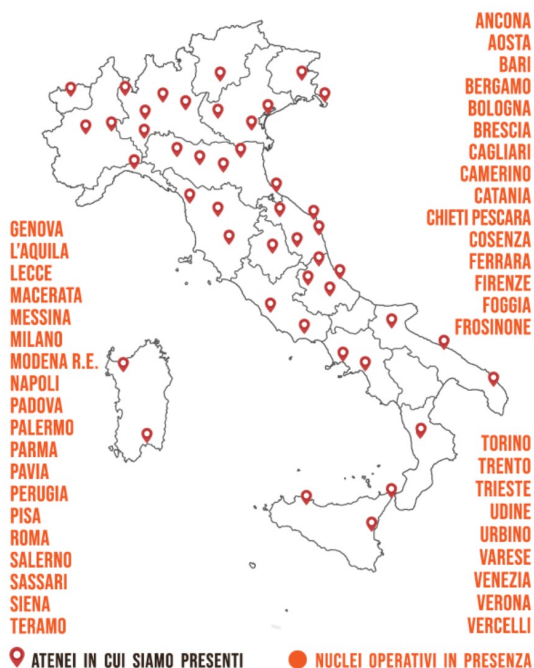 ANCONA
AOSTA
BARI
BERGAMO
BOLOGNA
BRESCIA
CAGLIARI
CAMERINO
CATANIA
CHIETI PESCARA
COSENZA
FERRARA
FIRENZE
FOGGIA
FROSINONE
GENOVA
L'AQUILA
LECCE
MACERATA
MESSINA
MILANO
MODENA R.E.
NAPOLI
PADOVA
PALERMO
PARMA
PAVIA
PERUGIA
PISA
ROMA
SALERNO
SASSARI
SIENA
TERAMO
TORINO
TRENTO
TRIESTE
UDINE
URBINO
VARESE
VENEZIA
VERONA
VERCELLI
ATENEI IN CUI SIAMO PRESENTI
NUCLEI OPERATIVI IN PRESENZA